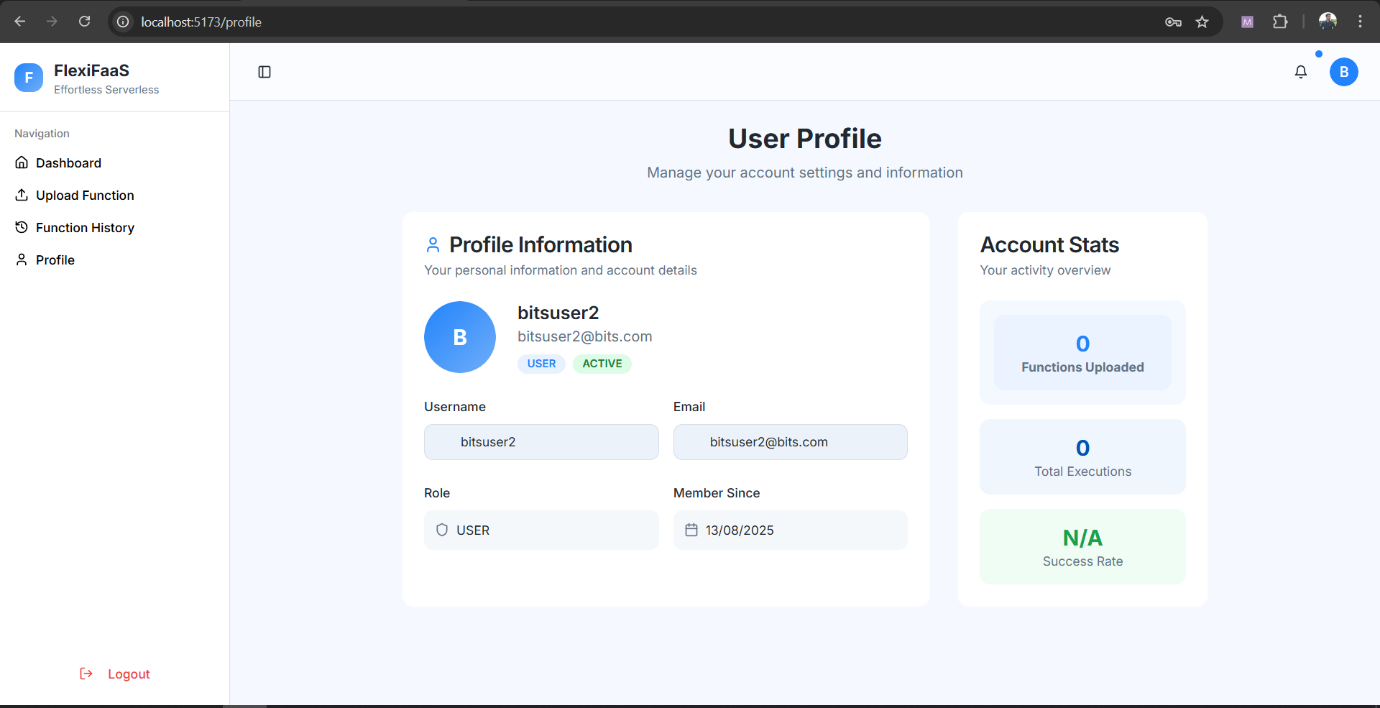 localhost:5173/profile
M
F
FlexiFaaS
Effortless Serverless
B
Navigation
Dashboard
Upload Function
Function History
Profile
Logout
User Profile
Manage your account settings and information
Profile Information
Your personal information and account details
B
bitsuser2
bitsuser2@bits.com
USER ACTIVE
Username Email
bitsuser2 bitsuser2@bits.com
Role Member Since
USER 13/08/2025
Account Stats
Your activity overview
0
Functions Uploaded
0
Total Executions
N/A
Success Rate